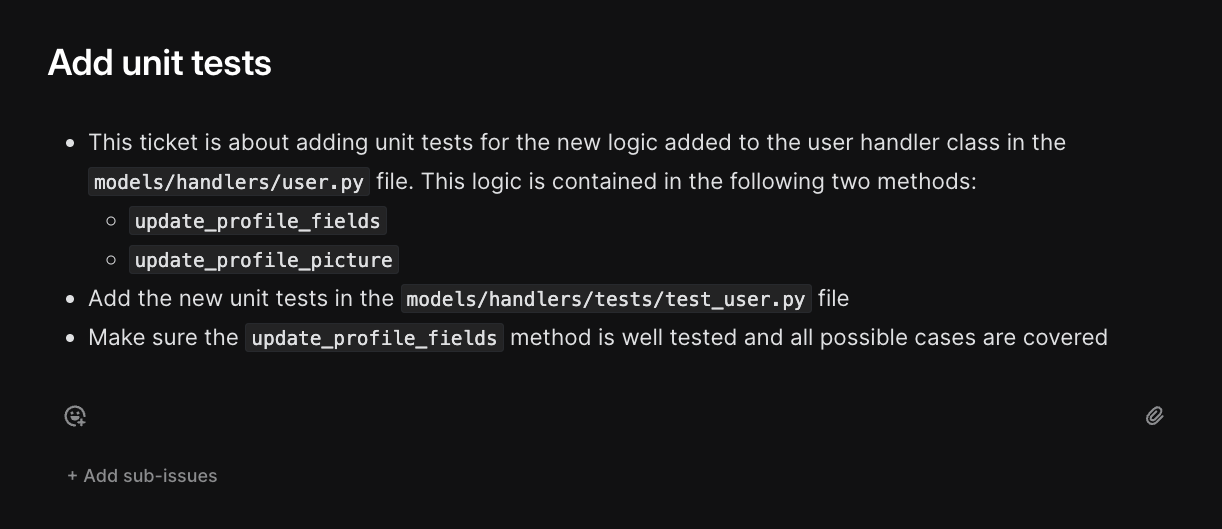 Add unit tests
This ticket is about adding unit tests for the new logic added to the user handler class in the
models/handlers/user.py file. This logic is contained in the following two methods:
update_profile_fields
update_profile_picture
Add the new unit tests in the models/handlers/tests/test_user.py file
Make sure the update_profile_fields method is well tested and all possible cases are covered
+ Add sub-issues